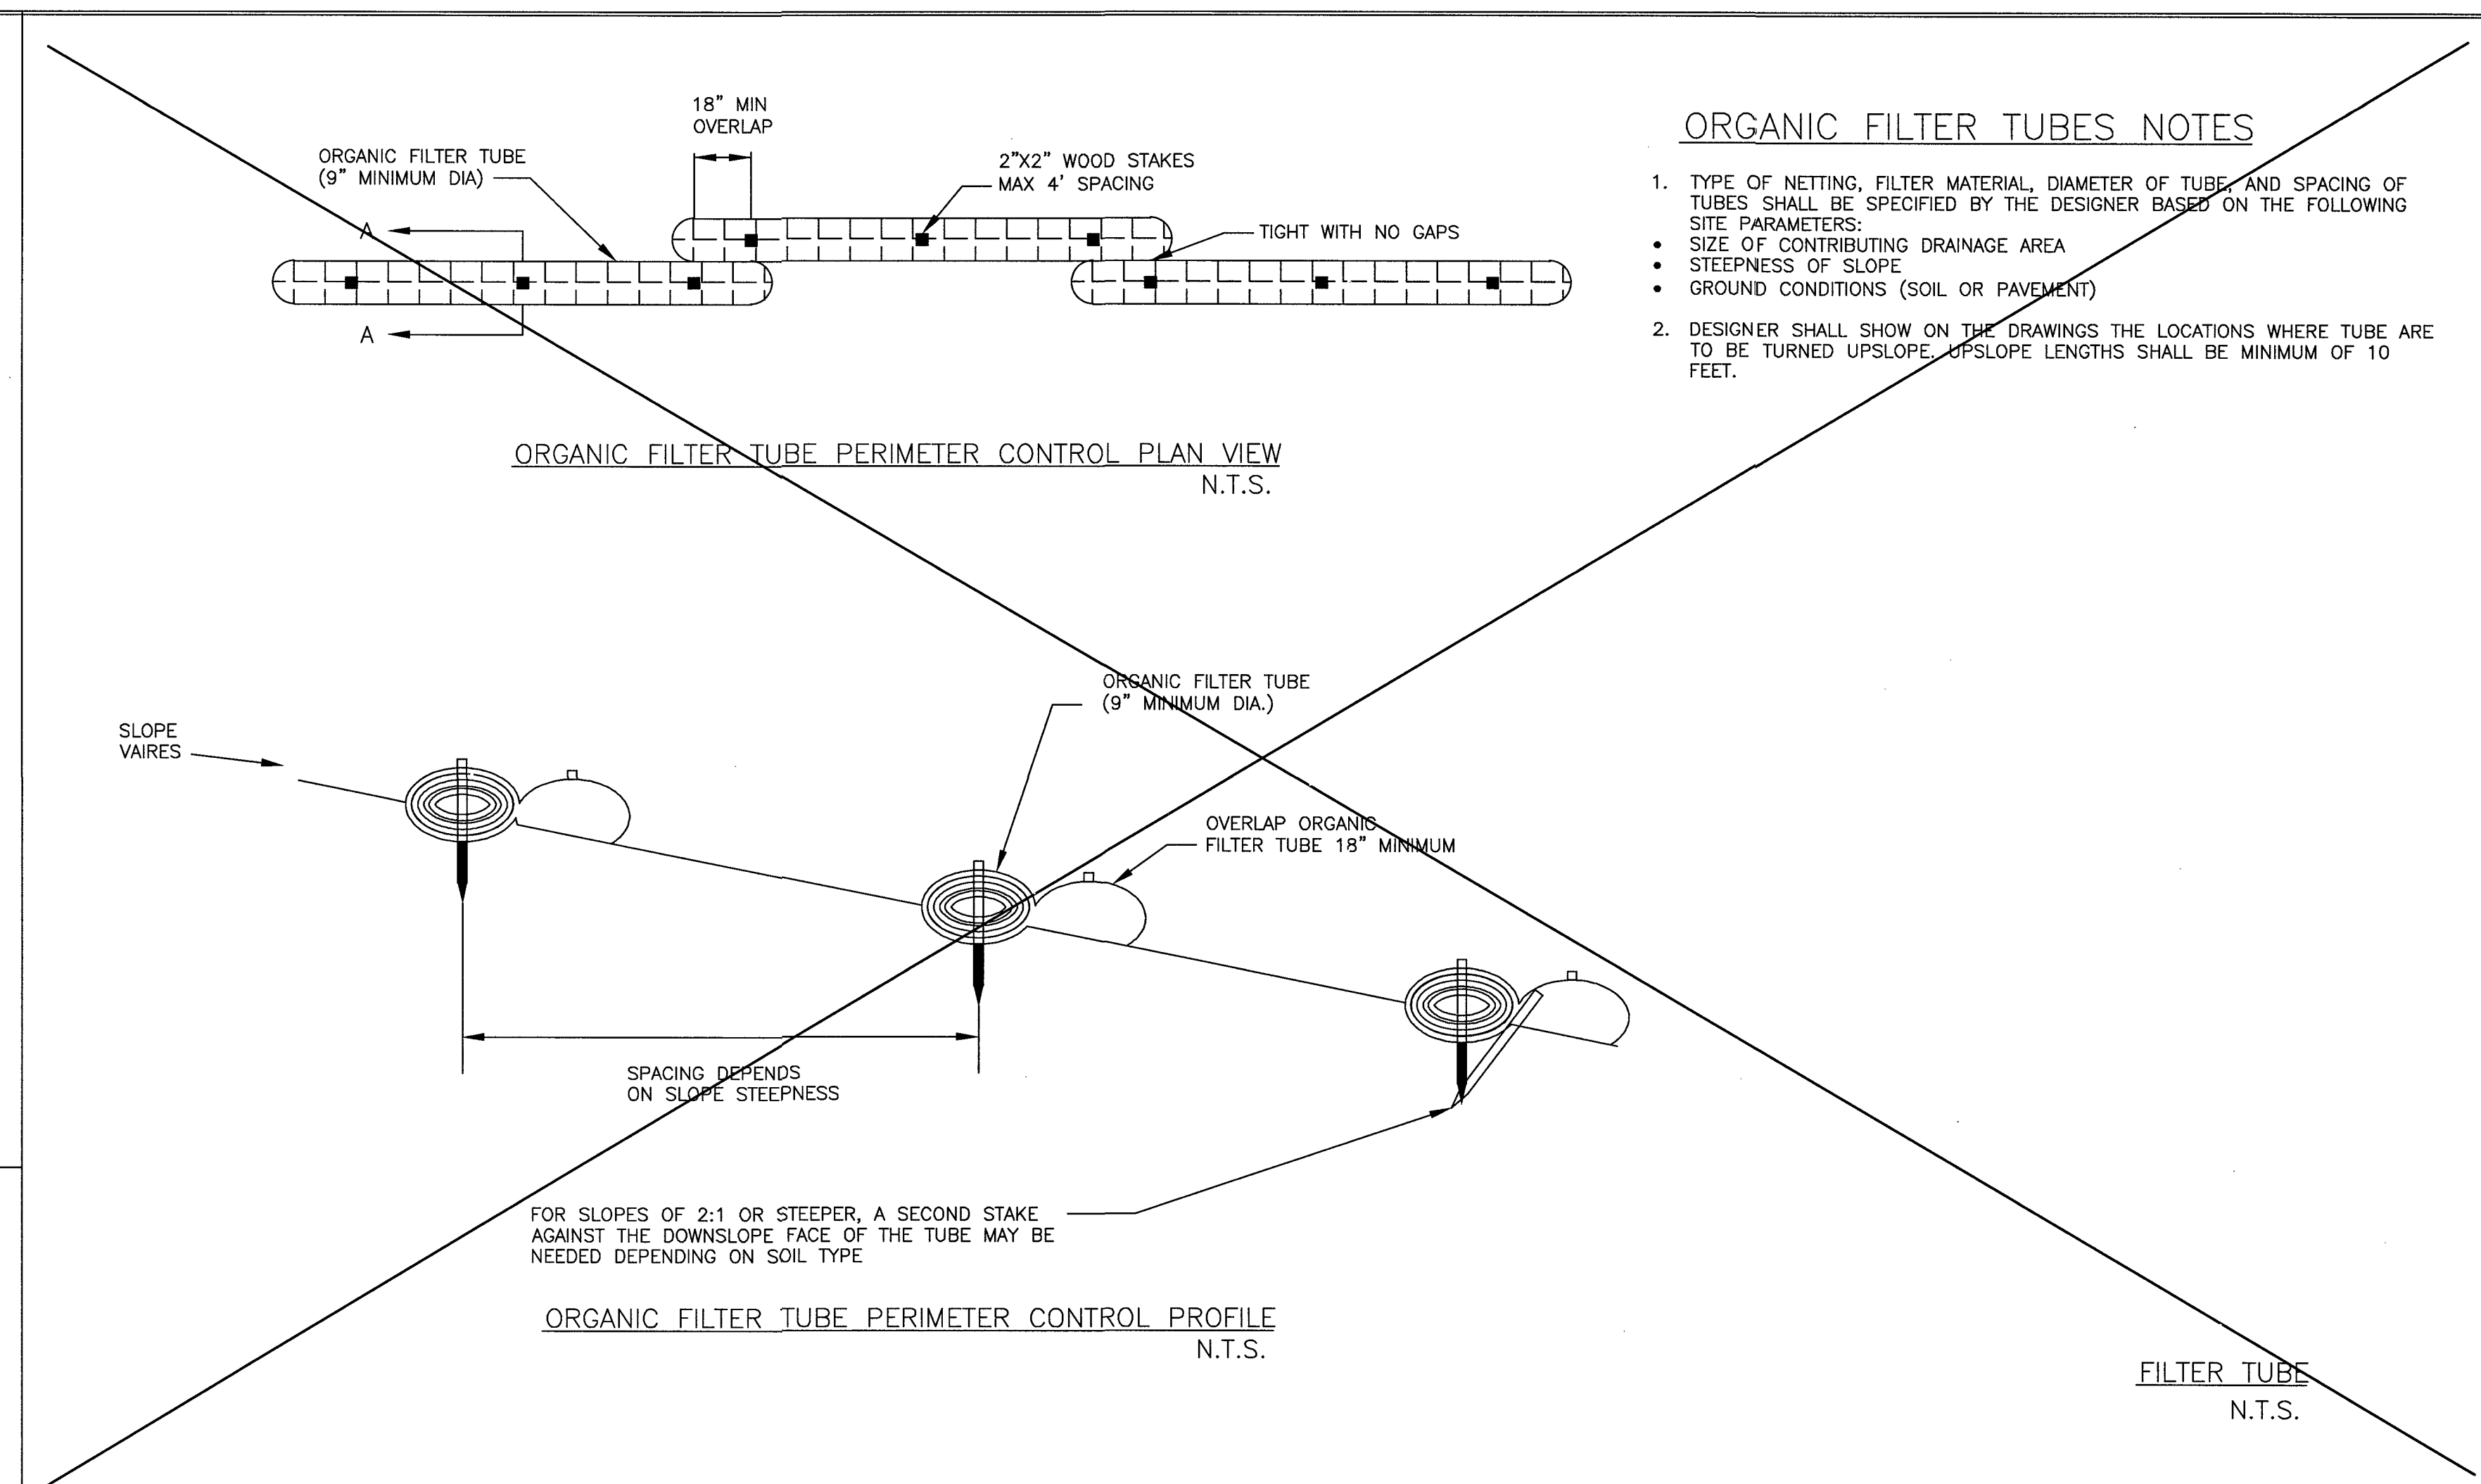 18" MIN
OVERLAP
ORGANIC FILTER TUBE
(9" MINIMUM DIA)
2"X2" WOOD STAKES
MAX 4' SPACING
TIGHT WITH NO GAPS
A
A
ORGANIC FILTER TUBE PERIMETER CONTROL PLAN VIEW
N.T.S.
ORGANIC FILTER TUBES NOTES
1. TYPE OF NETTING, FILTER MATERIAL, DIAMETER OF TUBE, AND SPACING OF
TUBES SHALL BE SPECIFIED BY THE DESIGNER BASED ON THE FOLLOWING
SITE PARAMETERS:
• SIZE OF CONTRIBUTING DRAINAGE AREA
• STEEPNESS OF SLOPE
• GROUND CONDITIONS (SOIL OR PAVEMENT)
2. DESIGNER SHALL SHOW ON THE DRAWINGS THE LOCATIONS WHERE TUBE ARE
TO BE TURNED UPSLOPE. UPSLOPE LENGTHS SHALL BE MINIMUM OF 10
FEET.
ORGANIC FILTER TUBE
(9" MINIMUM DIA.)
SLOPE
VAIRES
OVERLAP ORGANIC
FILTER TUBE 18" MINIMUM
SPACING DEPENDS
ON SLOPE STEEPNESS
FOR SLOPES OF 2:1 OR STEEPER, A SECOND STAKE
AGAINST THE DOWNSLOPE FACE OF THE TUBE MAY BE
NEEDED DEPENDING ON SOIL TYPE
ORGANIC FILTER TUBE PERIMETER CONTROL PROFILE
N.T.S.
FILTER TUBE
N.T.S.